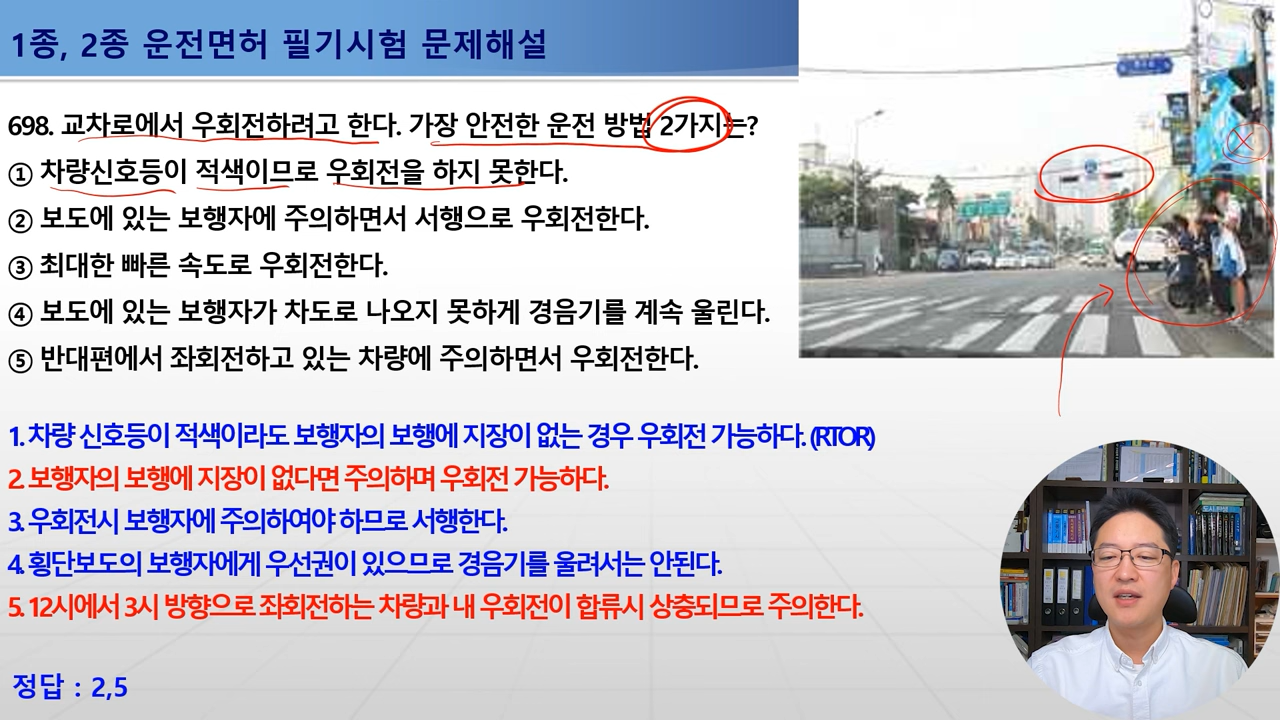 1종, 2종 운전면허 필기시험 문제해설
698. 교차로에서 우회전하려고 한다. 가장 안전한 운전 방법 2가지는?
① 차량신호등이 적색이므로 우회전을 하지 못한다.
② 보도에 있는 보행자에 주의하면서 서행으로 우회전한다.
③ 최대한 빠른 속도로 우회전한다.
④ 보도에 있는 보행자가 차도로 나오지 못하게 경음기를 계속 울린다.
⑤ 반대편에서 좌회전하고 있는 차량에 주의하면서 우회전한다.
1. 차량 신호등이 적색이라도 보행자의 보행에 지장이 없는 경우 우회전 가능하다. (RTOR)
2. 보행자의 보행에 지장이 없다면 주의하며 우회전 가능하다.
3. 우회전시 보행자에 주의하여야 하므로 서행한다.
4. 횡단보도의 보행자에게 우선권이 있으므로 경음기를 울려서는 안된다.
5. 12시에서 3시 방향으로 좌회전하는 차량과 내 우회전이 합류시 상충되므로 주의한다.
정답 : 2,5